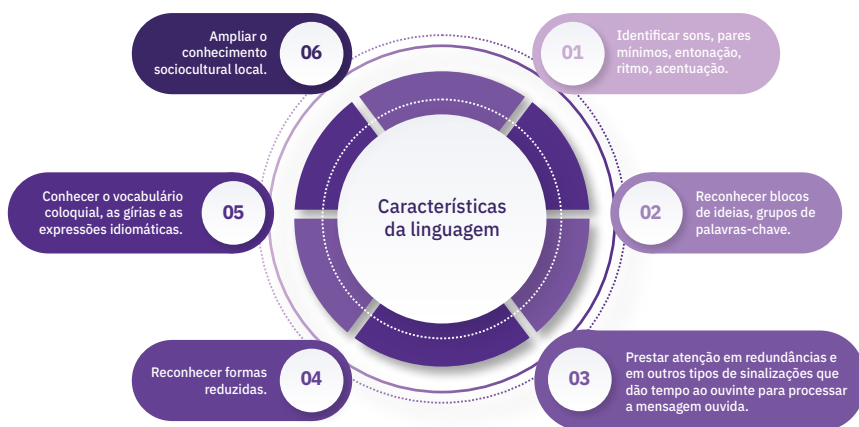 Características
da linguagem
01
Identificar sons, pares
mínimos, entonação,
ritmo, acentuação.
02
Reconhecer blocos
de ideias, grupos de
palavras-chave.
03
Prestar atenção em redundâncias e
em outros tipos de sinalizações que
dão tempo ao ouvinte para processar
a mensagem ouvida.
04
Reconhecer formas
reduzidas.
05
Conhecer o vocabulário
coloquial, as gírias e as
expressões idiomáticas.
06
Ampliar o
conhecimento
sociocultural local.